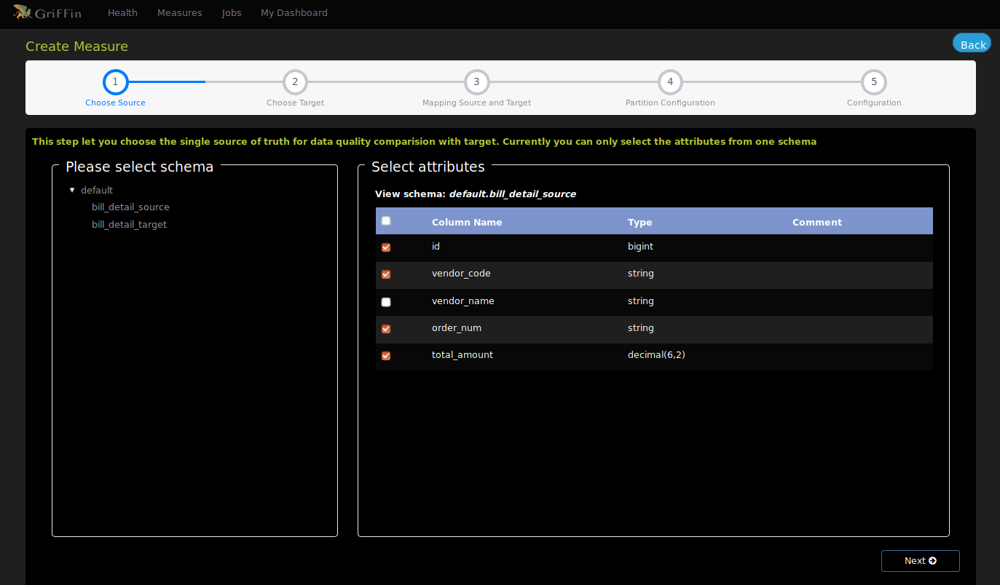 GriFFin Health Measures Jobs My Dashboard
Create Measure Back
1 2 3 4 5
Choose Source Choose Target Mapping Source and Target Partition Configuration Configuration
This step let you choose the single source of truth for data quality comparision with target. Currently you can only select the attributes from one schema
Please select schema
default
bill_detail_source
bill_detail_target
Select attributes
View schema: default.bill_detail_source
Column Name Type Comment
id bigint
vendor_code string
vendor_name string
order_num string
total_amount decimal(6,2)
Next